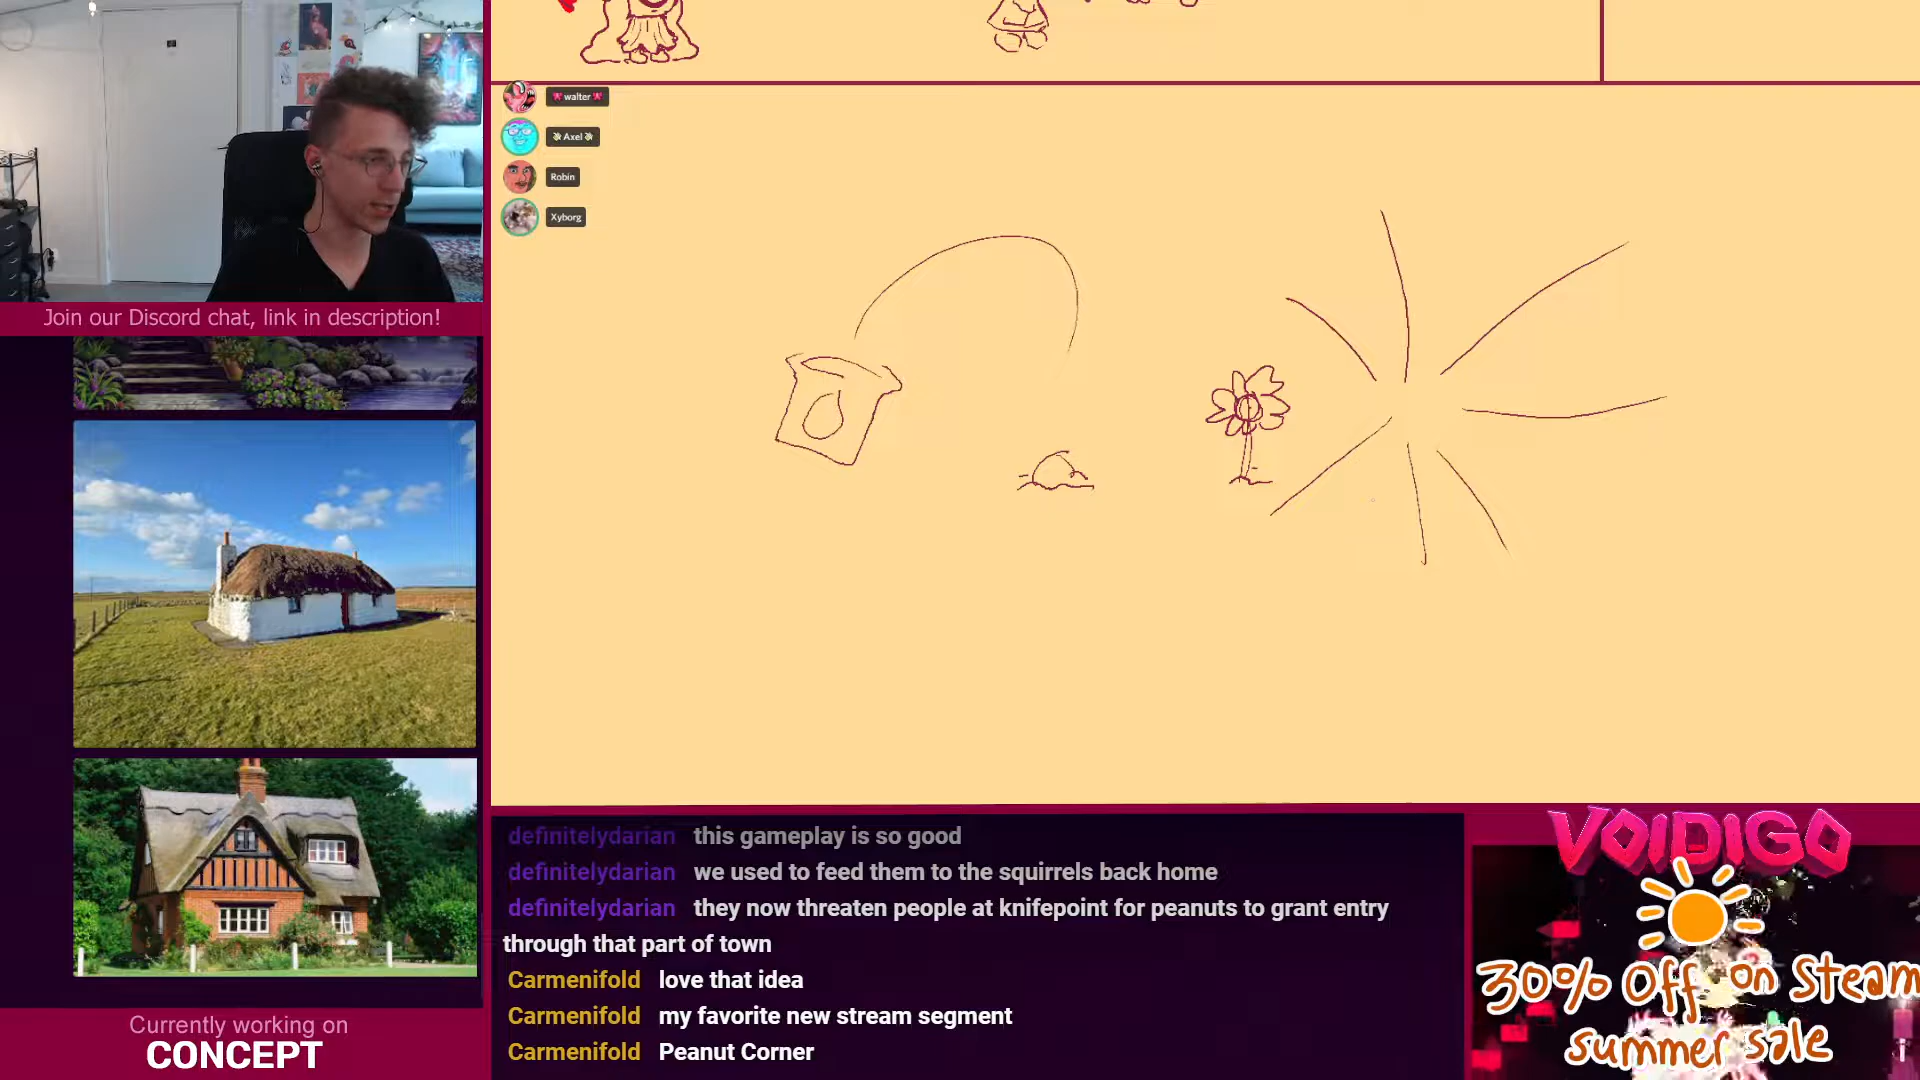 walter
Axel
Robin
Xyborg
Join our Discord chat, link in description!
definitelydarian this gameplay is so good
definitelydarian we used to feed them to the squirrels back home
definitelydarian they now threaten people at knifepoint for peanuts to grant entry
through that part of town
Carmenifold love that idea
Carmenifold my favorite new stream segment
Carmenifold Peanut Corner
Currently working on
CONCEPT
VOIDIGO
30% Off on Steam
summer sale